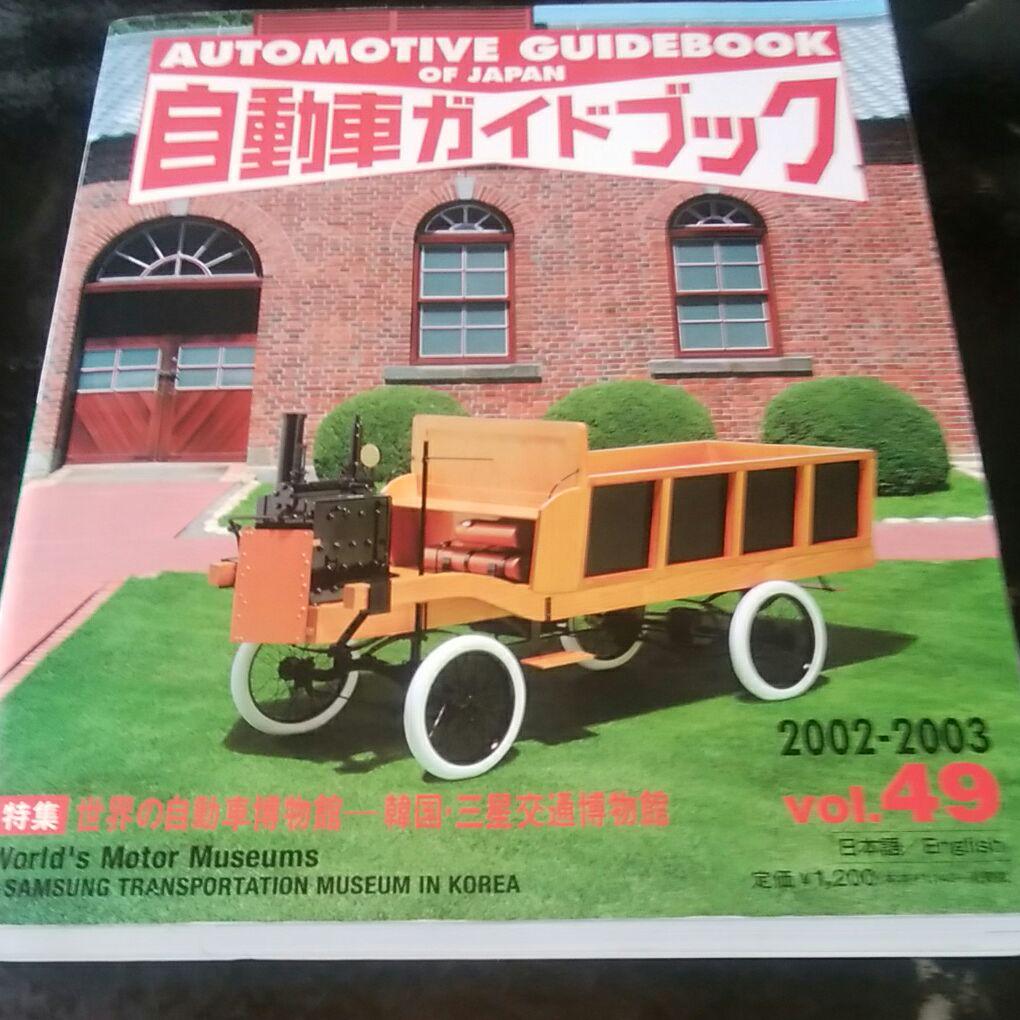 AUTOMOTIVE GUIDEBOOK
OF JAPAN
自動車ガイドブック
2002-2003
vol.49
特集 世界の自動車博物館―韓国・三星交通博物館
World's Motor Museums
SAMSUNG TRANSPORTATION MUSEUM IN KOREA
日本語/English
定価¥1,200